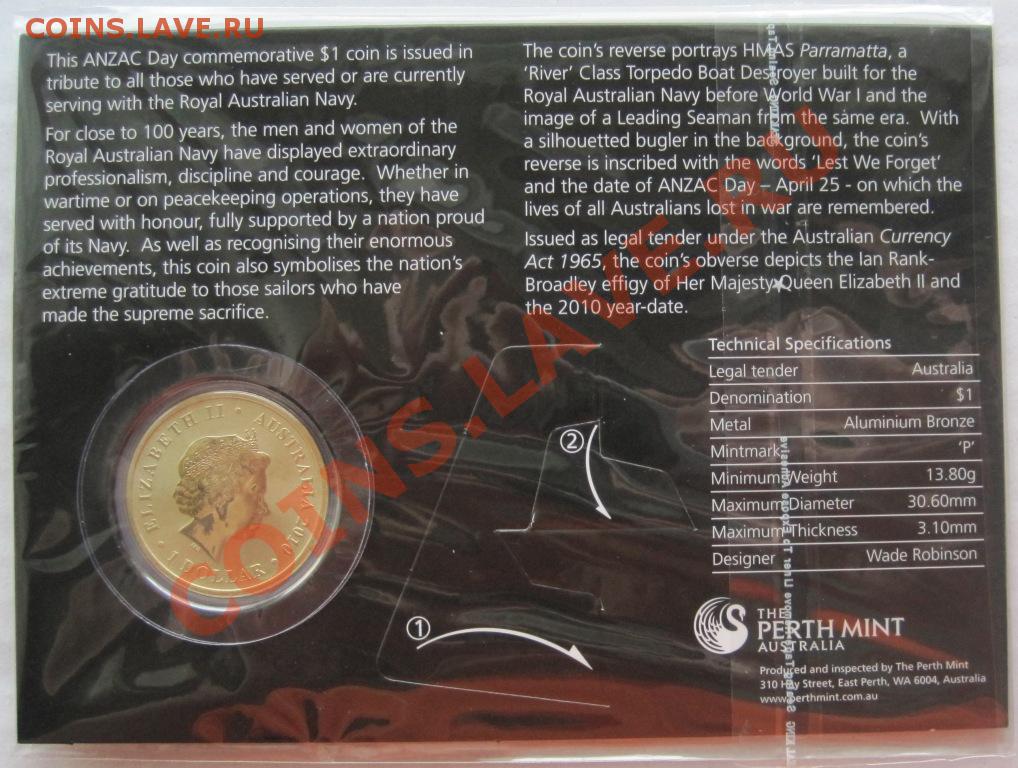 COINS.LAVE.RU
This ANZAC Day commemorative $1 coin is issued in
tribute to all those who have served or are currently
serving with the Royal Australian Navy.
For close to 100 years, the men and women of the
Royal Australian Navy have displayed extraordinary
professionalism, discipline and courage.  Whether in
wartime or on peacekeeping operations, they have
served with honour, fully supported by a nation proud
of its Navy.  As well as recognising their enormous
achievements, this coin also symbolises the nation's
extreme gratitude to those sailors who have
made the supreme sacrifice.
The coin's reverse portrays HMAS Parramatta, a
'River' Class Torpedo Boat Destroyer built for the
Royal Australian Navy before World War I and the
image of a Leading Seaman from the same era.  With
a silhouetted bugler in the background, the coin's
reverse is inscribed with the words 'Lest We Forget'
and the date of ANZAC Day – April 25 - on which the
lives of all Australians lost in war are remembered.
Issued as legal tender under the Australian Currency
Act 1965, the coin's obverse depicts the Ian Rank-
Broadley effigy of Her Majesty Queen Elizabeth II and
the 2010 year-date.
Technical Specifications
Legal tender Australia
Denomination $1
Metal Aluminium Bronze
Mintmark 'P'
Minimum Weight 13.80g
Maximum Diameter 30.60mm
Maximum Thickness 3.10mm
Designer Wade Robinson
ELIZABETH II • AUSTRALIA 2010
• 1 DOLLAR •
2
1
THE
PERTH MINT
AUSTRALIA
Produced and inspected by The Perth Mint
310 Hay Street, East Perth, WA 6004, Australia
www.perthmint.com.au
COINS.LAVE.RU